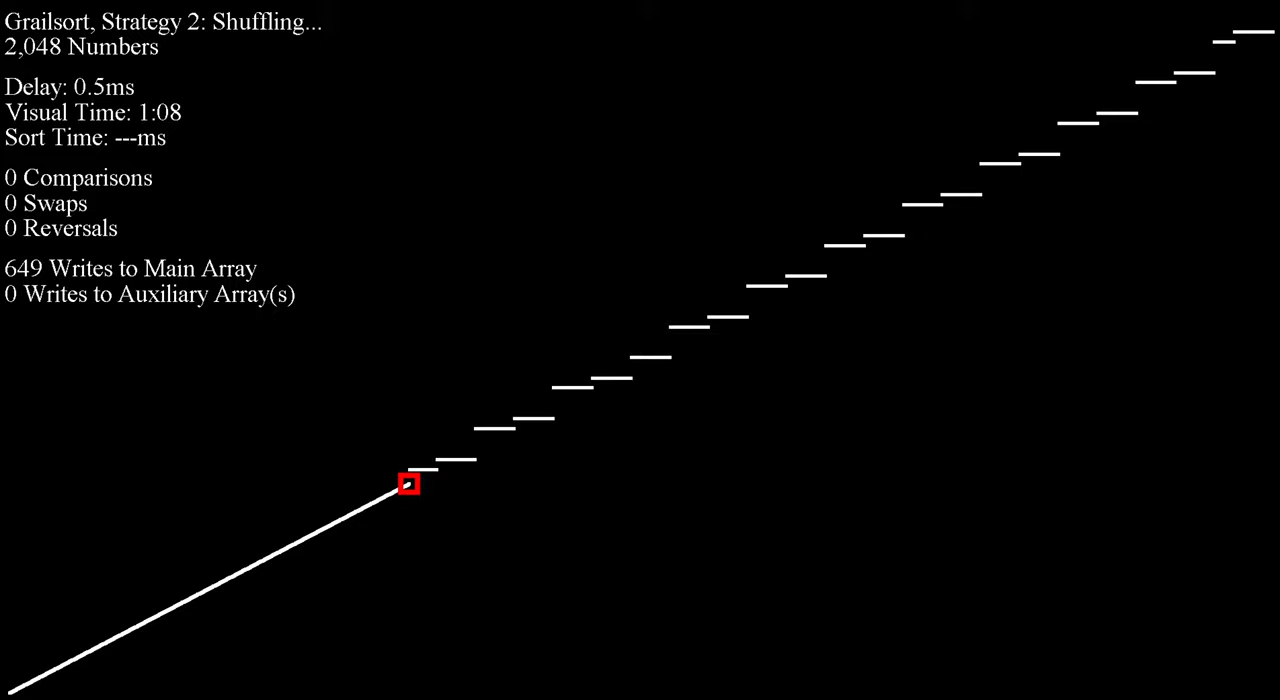 Grailsort, Strategy 2: Shuffling...
2,048 Numbers
Delay: 0.5ms
Visual Time: 1:08
Sort Time: ---ms
0 Comparisons
0 Swaps
0 Reversals
649 Writes to Main Array
0 Writes to Auxiliary Array(s)